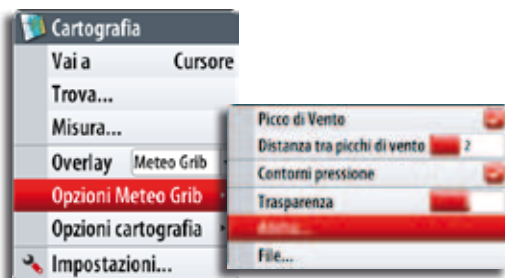 Cartografia
Vai a Cursore
Trova...
Misura...
Overlay Meteo Grib
Opzioni Meteo Grib
Opzioni cartografia
Impostazioni...
Picco di Vento
Distanza tra picchi di vento 2
Contorni pressione
Trasparenza
File...